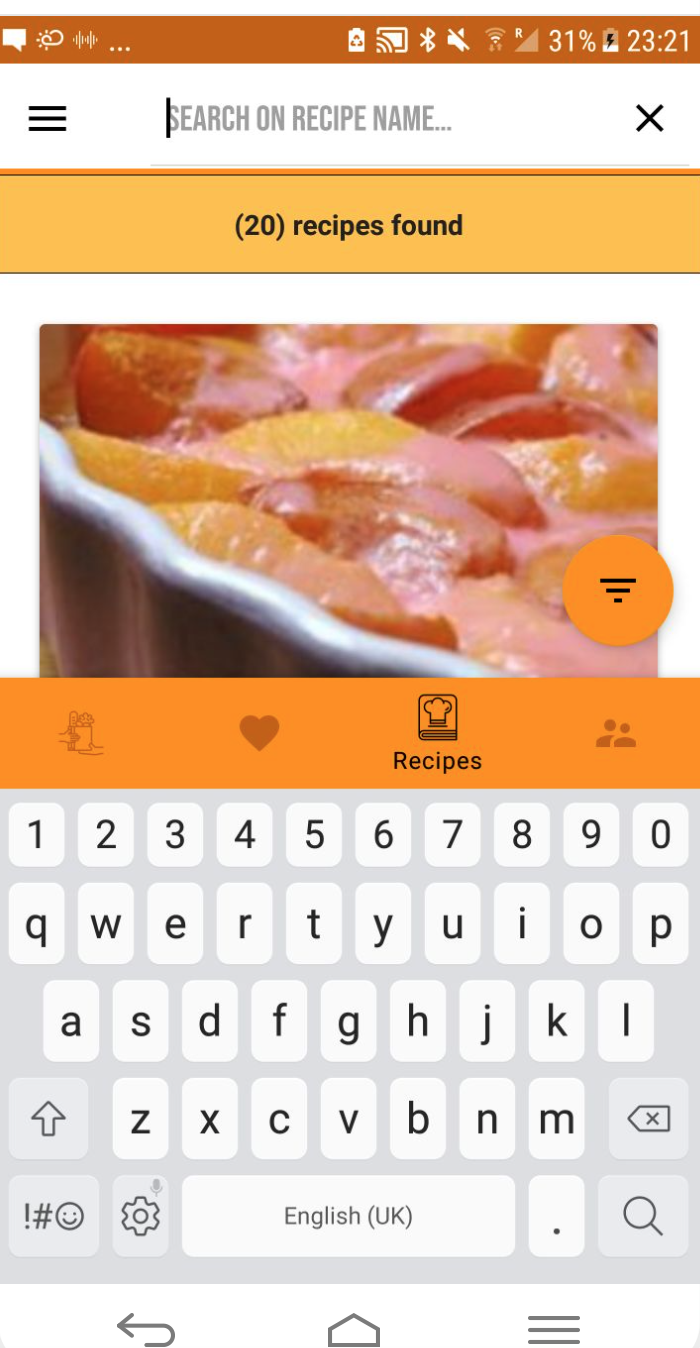 ... R 31% 23:21
SEARCH ON RECIPE NAME...
(20) recipes found
Recipes
1 2 3 4 5 6 7 8 9 0
q w e r t y u i o p
a s d f g h j k l
z x c v b n m
!#☺ English (UK) .